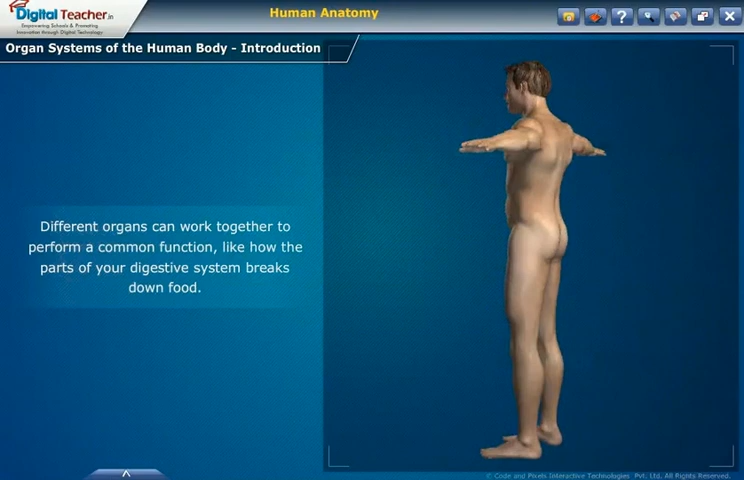 Digital Teacher.in
Empowering Schools & Promoting
Innovation through Digital Technology
Human Anatomy
?
Organ Systems of the Human Body - Introduction
Different organs can work together to
perform a common function, like how the
parts of your digestive system breaks
down food.
© Code and Pixels Interactive Technologies Pvt. Ltd. All Rights Reserved.